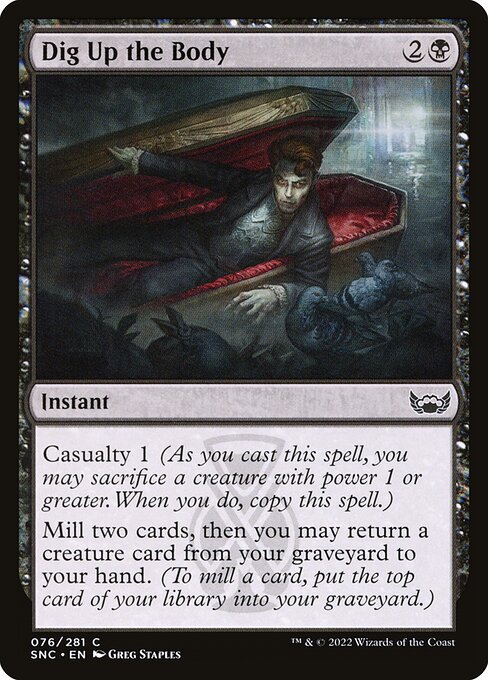 Dig Up the Body 2
Instant
Casualty 1 (As you cast this spell, you
may sacrifice a creature with power 1 or
greater. When you do, copy this spell.)
Mill two cards, then you may return a
creature card from your graveyard to
your hand. (To mill a card, put the top
card of your library into your graveyard.)
076/281 C
SNC • EN Greg Staples
™ & © 2022 Wizards of the Coast